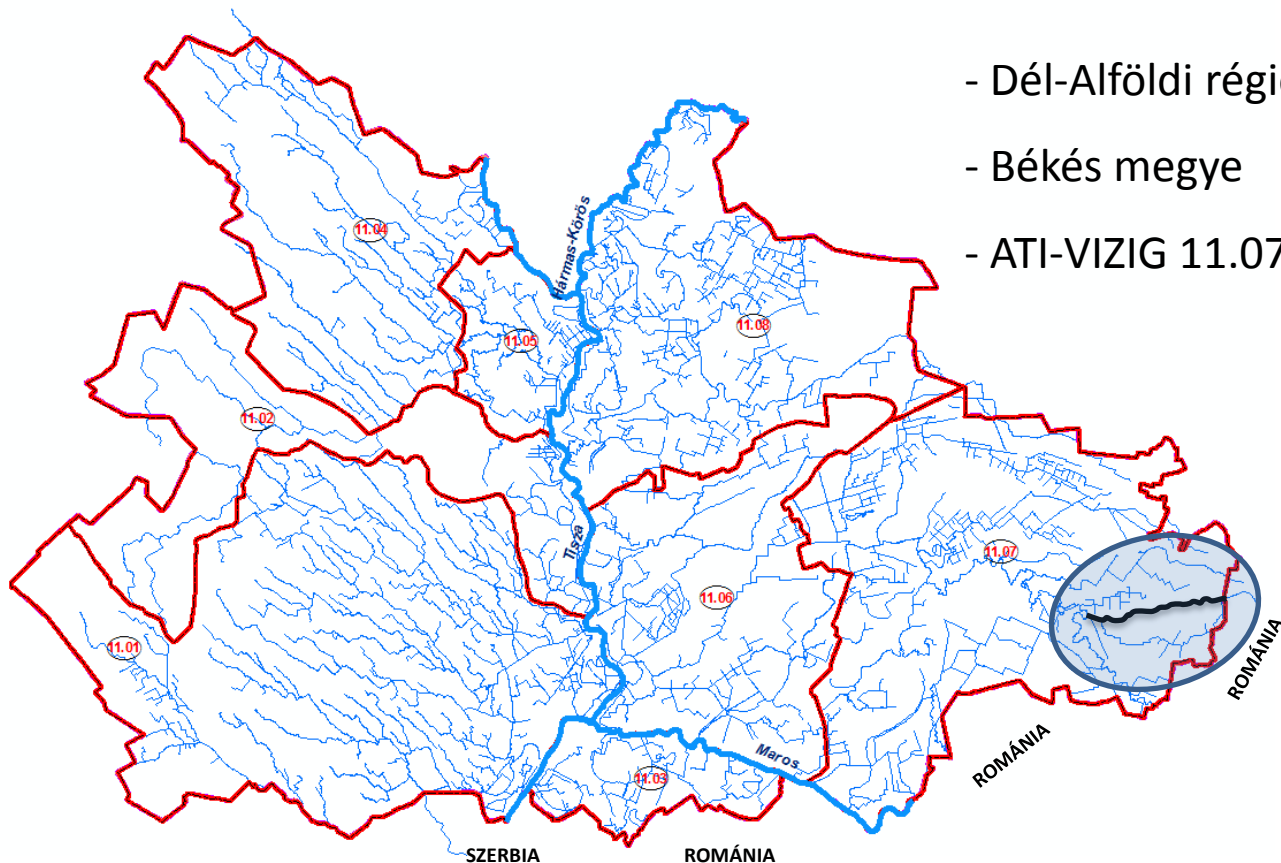 - Dél-Alföldi régi
- Békés megye
- ATI-VIZIG 11.07
Hármas-Körös
11.04
11.05
11.08
11.02
Tisza
11.07
11.06
11.01
ROMÁNIA
Maros
11.03
ROMÁNIA
SZERBIA
ROMÁNIA